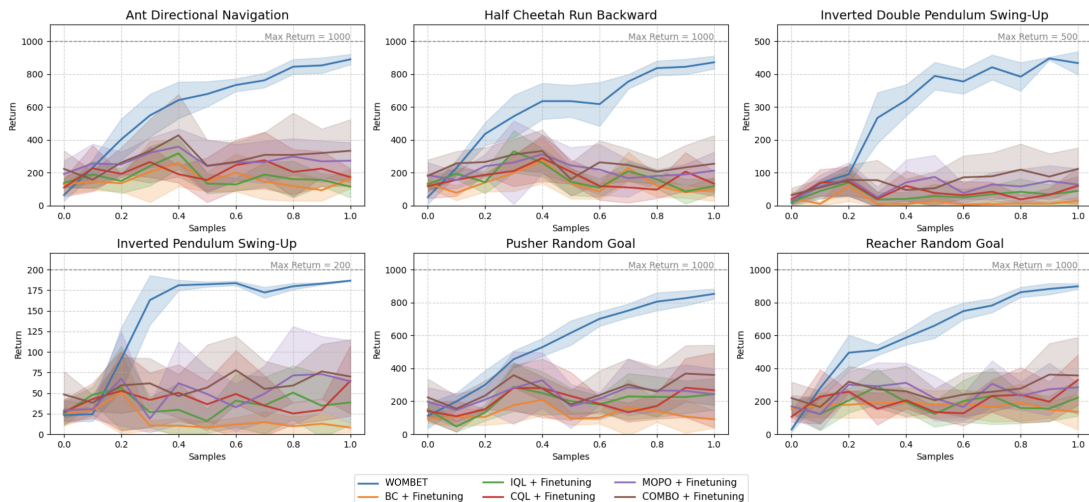 Ant Directional Navigation
Half Cheetah Run Backward
Inverted Double Pendulum Swing-Up
1000
Max Return = 1000
800
600
400
200
0
Return
0.0 0.2 0.4 0.6 0.8 1.0
Samples
1000
Max Return = 1000
800
600
400
200
0
Return
0.0 0.2 0.4 0.6 0.8 1.0
Samples
500
Max Return = 500
400
300
200
100
0
Return
0.0 0.2 0.4 0.6 0.8 1.0
Samples
Inverted Pendulum Swing-Up
Pusher Random Goal
Reacher Random Goal
200
Max Return = 200
175
150
125
100
75
50
25
0
Return
0.0 0.2 0.4 0.6 0.8 1.0
Samples
1000
Max Return = 1000
800
600
400
200
0
Return
0.0 0.2 0.4 0.6 0.8 1.0
Samples
1000
Max Return = 1000
800
600
400
200
0
Return
0.0 0.2 0.4 0.6 0.8 1.0
Samples
WOMBET IQL + Finetuning MOPO + Finetuning
BC + Finetuning CQL + Finetuning COMBO + Finetuning